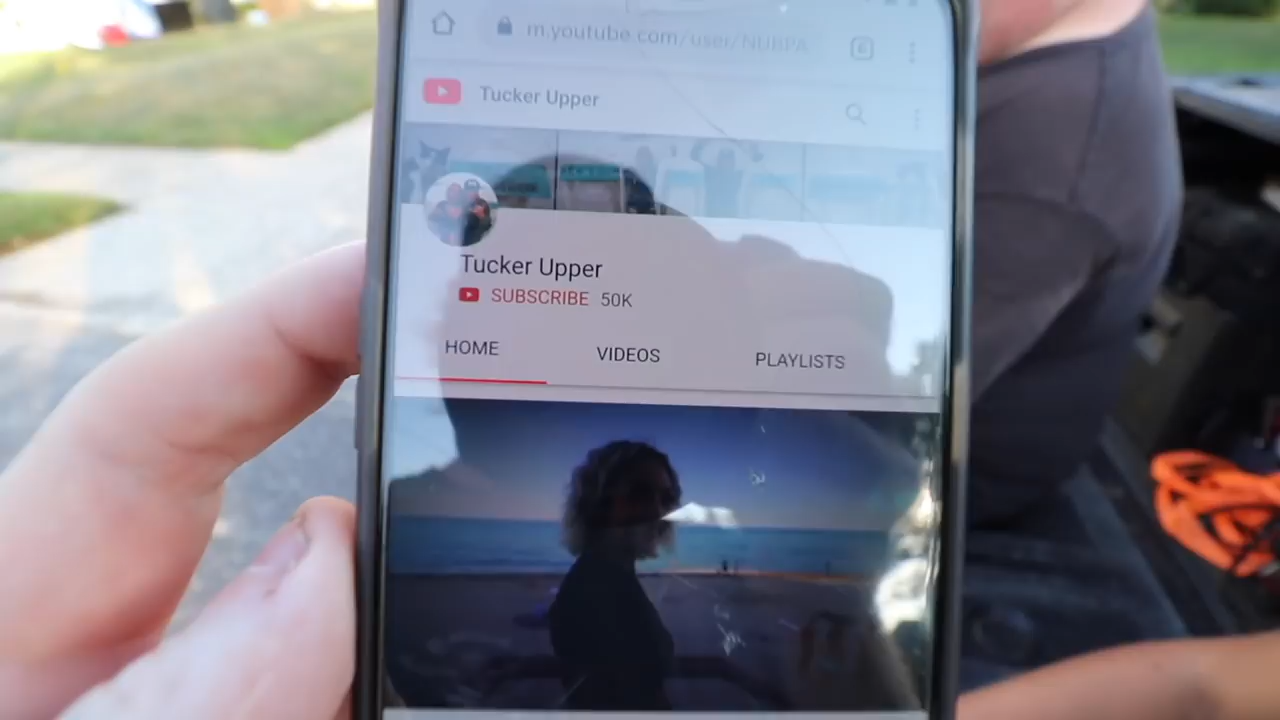 m.youtube.com/user/NUBPA
Tucker Upper
Tucker Upper
SUBSCRIBE 50K
HOME VIDEOS PLAYLISTS